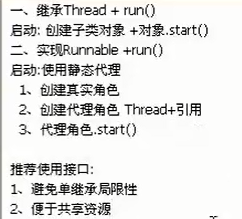 一、继承Thread + run()
启动: 创建子类对象 +对象.start()
二、实现Runnable +run()
启动:使用静态代理
1、创建真实角色
2、创建代理角色 Thread+引用
3、代理角色.start()
推荐使用接口:
1、避免单继承局限性
2、便于共享资源